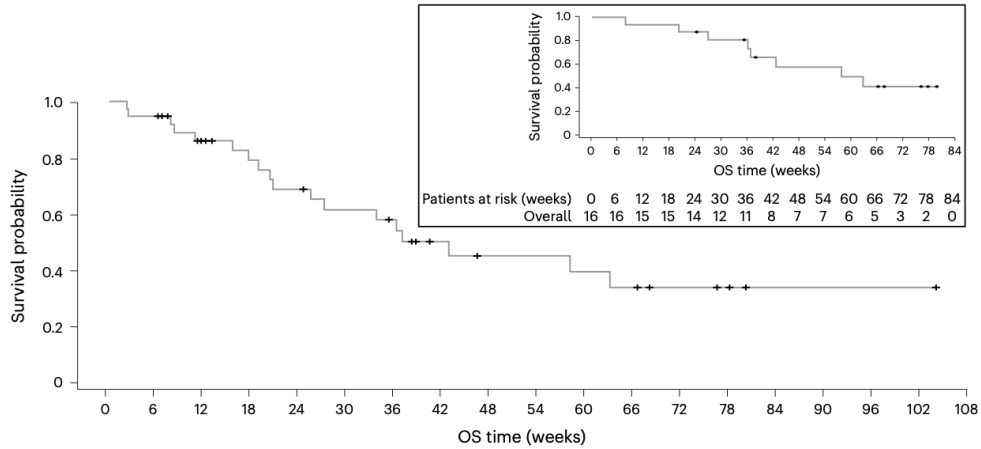 1.0
0.8
0.6
0.4
0.2
0
Survival probability
0 6 12 18 24 30 36 42 48 54 60 66 72 78 84
OS time (weeks)
Patients at risk (weeks) 0 6 12 18 24 30 36 42 48 54 60 66 72 78 84
Overall 16 16 15 15 14 12 11 8 7 7 6 5 3 2 0
1.0
0.8
0.6
0.4
0.2
0
Survival probability
0 6 12 18 24 30 36 42 48 54 60 66 72 78 84 90 96 102 108
OS time (weeks)